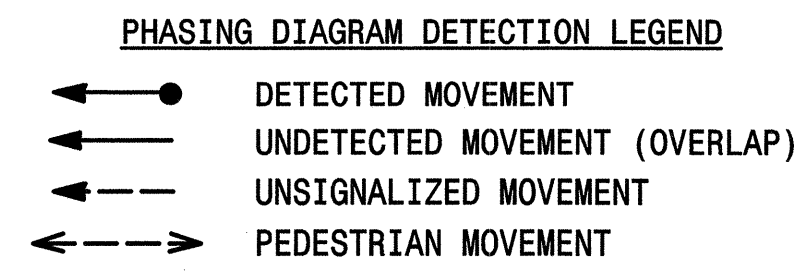 PHASING DIAGRAM DETECTION LEGEND
DETECTED MOVEMENT
UNDETECTED MOVEMENT (OVERLAP)
UNSIGNALIZED MOVEMENT
PEDESTRIAN MOVEMENT